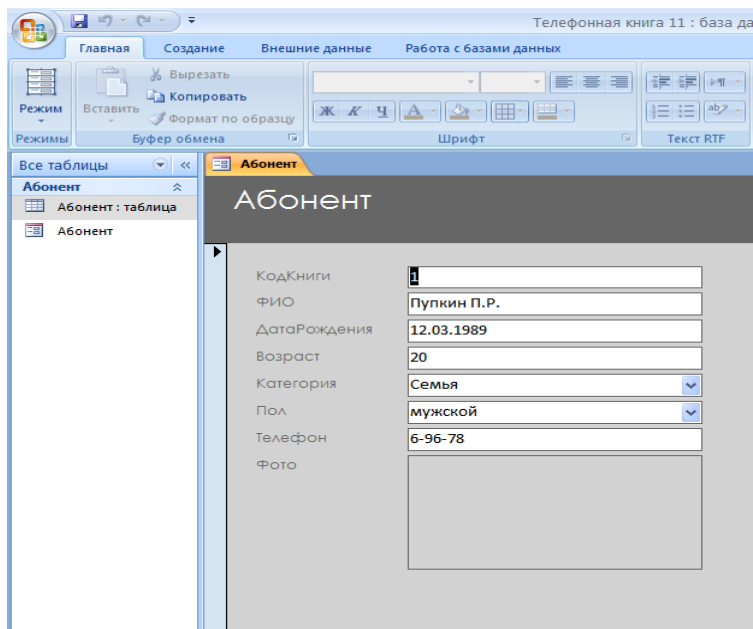 Телефонная книга 11 : база да
Главная Создание Внешние данные Работа с базами данных
Режим
Режимы
Вставить
Вырезать
Копировать
Формат по образцу
Буфер обмена
Ж К Ч
Шрифт
Текст RTF
Все таблицы
Абонент
Абонент : таблица
Абонент
Абонент
Абонент
КодКниги 1
ФИО Пупкин П.Р.
ДатаРождения 12.03.1989
Возраст 20
Категория Семья
Пол мужской
Телефон 6-96-78
Фото